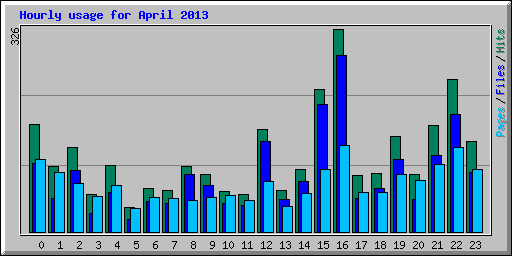 Hourly usage for April 2013
326
Pages / Files / Hits
0 1 2 3 4 5 6 7 8 9 10 11 12 13 14 15 16 17 18 19 20 21 22 23